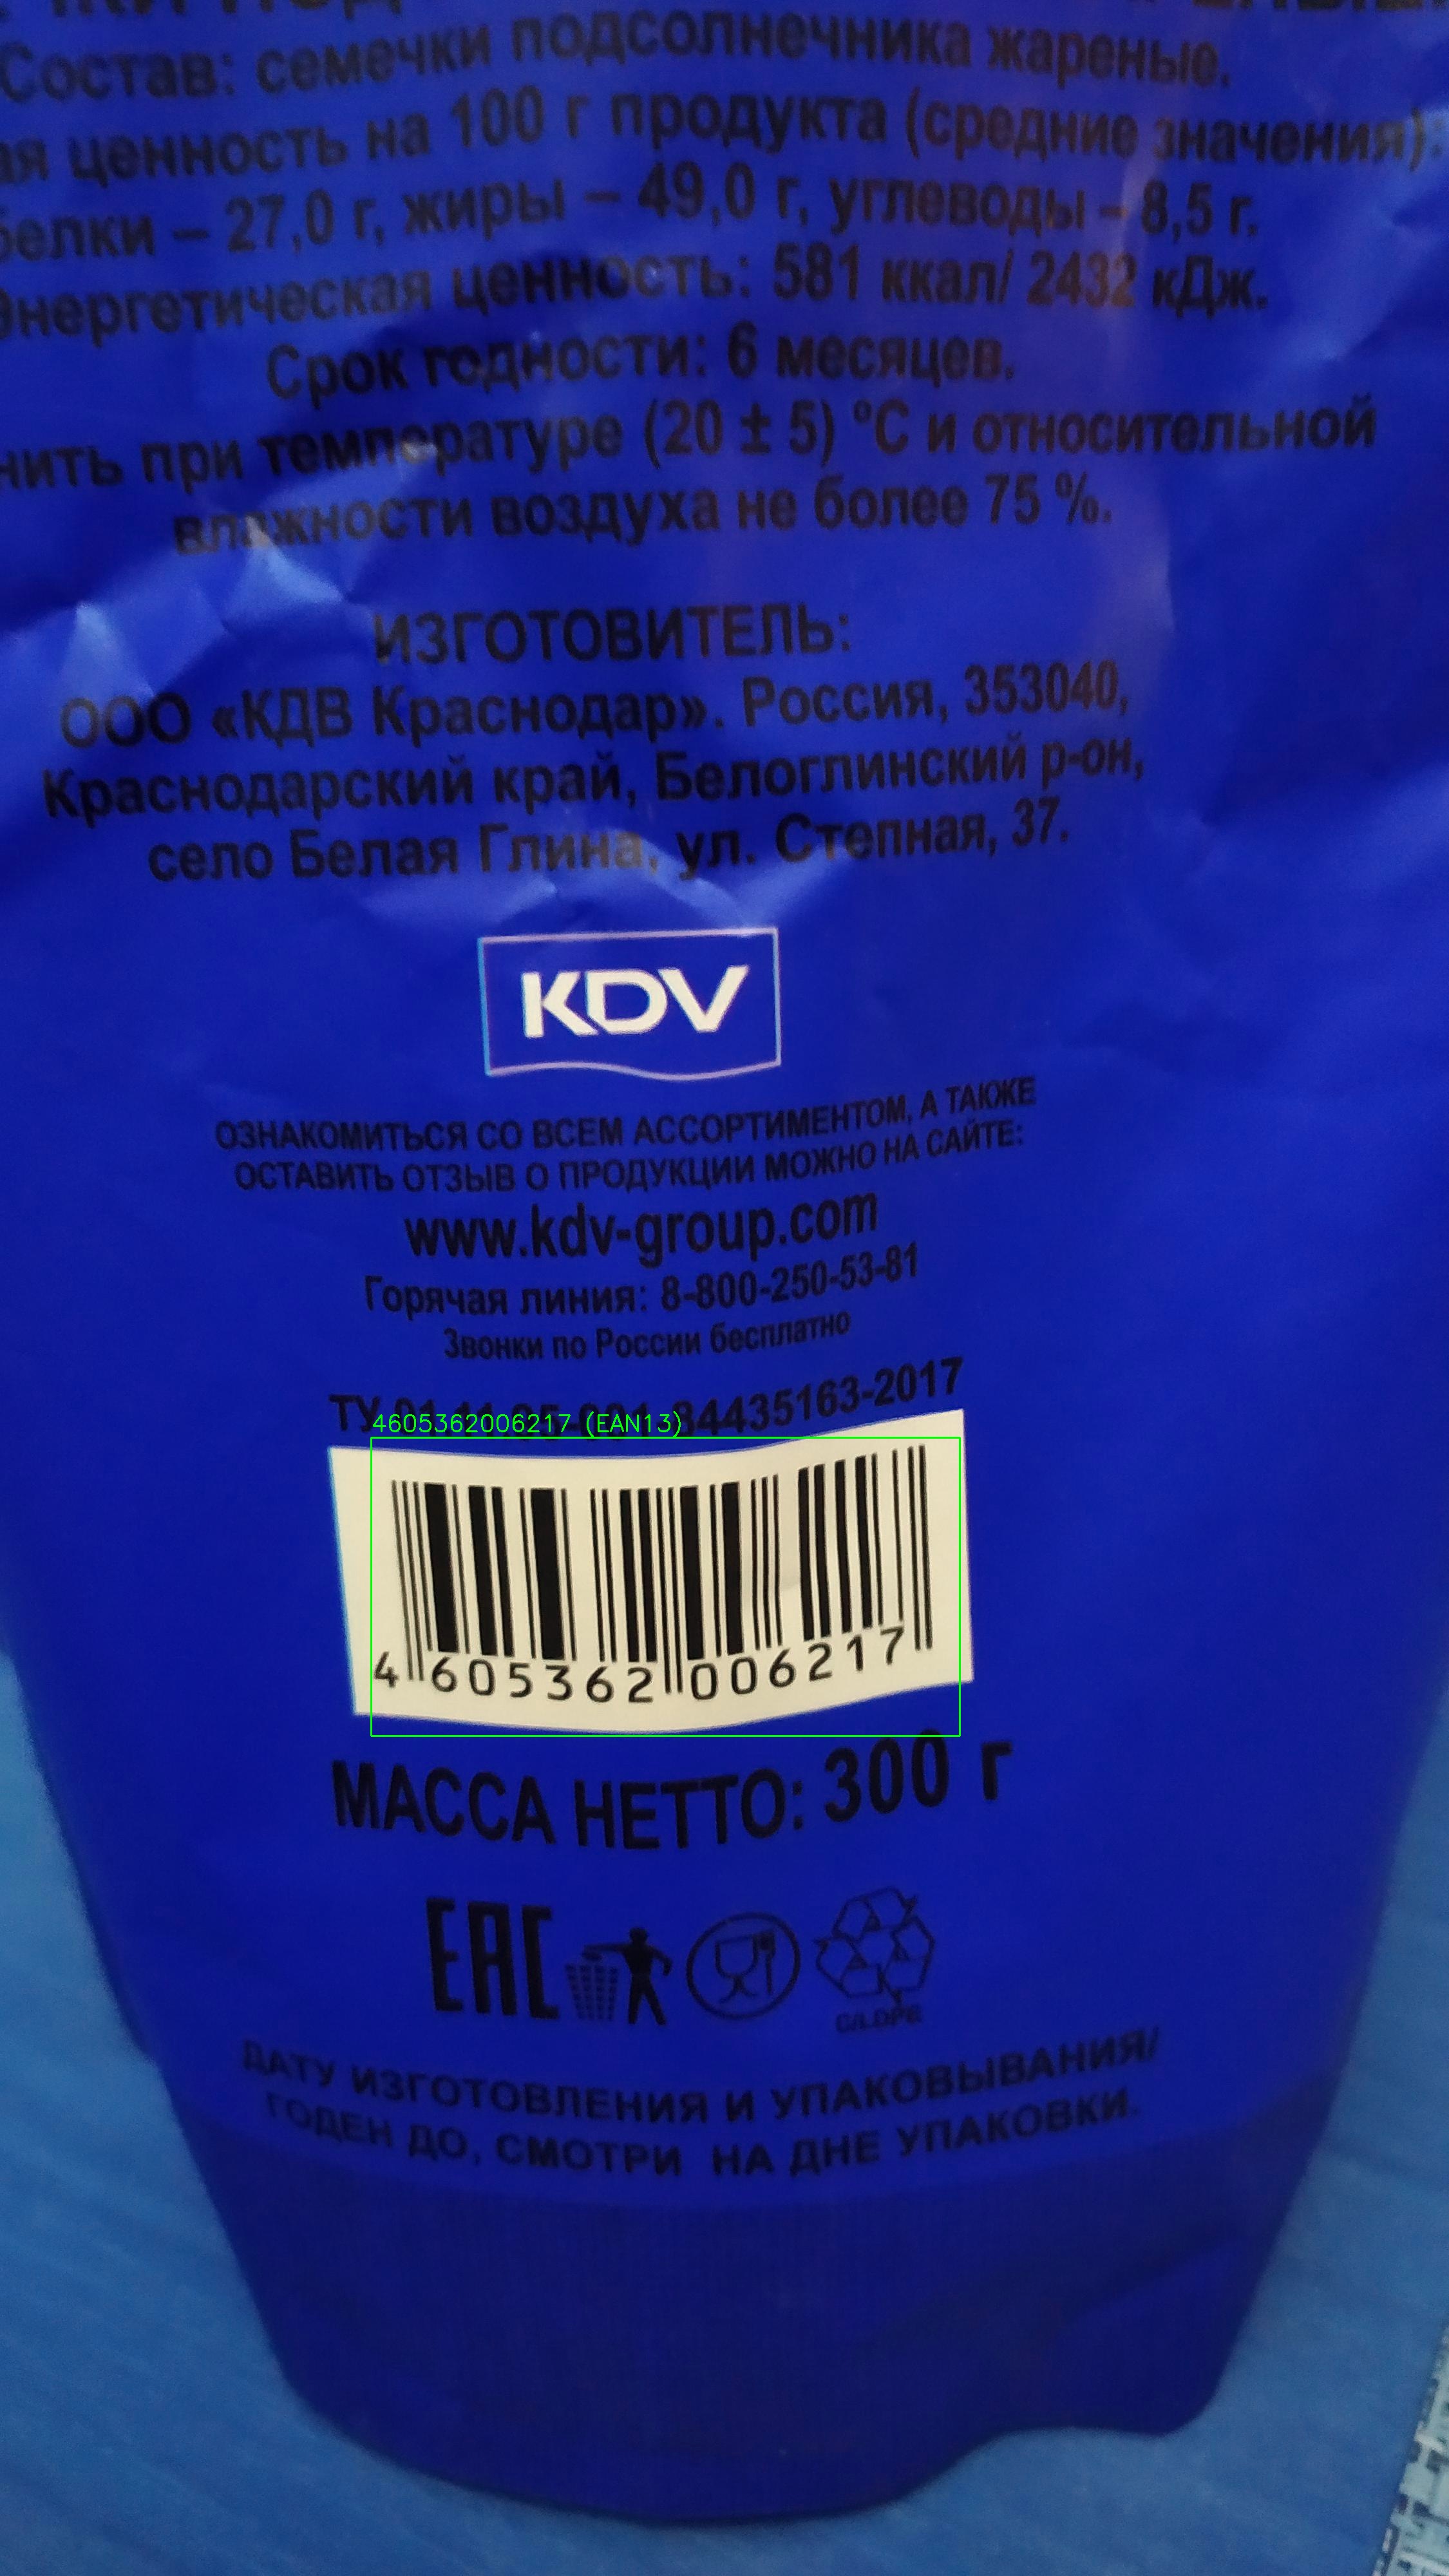 Состав: семечки подсолнечника жареные.
ценность на 100 г продукта (средние значения):
белки – 27,0 г, жиры – 49,0 г, углеводы – 8,5 г.
Энергетическая ценность: 581 ккал/ 2432 кДж.
Срок годности: 6 месяцев.
при температуре (20 ± 5) °C и относительной
влажности воздуха не более 75 %.
ИЗГОТОВИТЕЛЬ:
ООО «КДВ Краснодар». Россия, 353040,
Краснодарский край, Белоглинский р-он,
село Белая Глина, ул. Степная, 37.
KDV
ОЗНАКОМИТЬСЯ СО ВСЕМ АССОРТИМЕНТОМ, А ТАКЖЕ
ОСТАВИТЬ ОТЗЫВ О ПРОДУКЦИИ МОЖНО НА САЙТЕ:
www.kdv-group.com
Горячая линия: 8-800-250-53-81
Звонки по России бесплатно
ТУ
4605362006217 (EAN13)
4 605362 006217
МАССА НЕТТО: 300 г
EAC
C/LDPE
ДАТУ ИЗГОТОВЛЕНИЯ И УПАКОВЫВАНИЯ/
ГОДЕН ДО, СМОТРИ НА ДНЕ УПАКОВКИ.